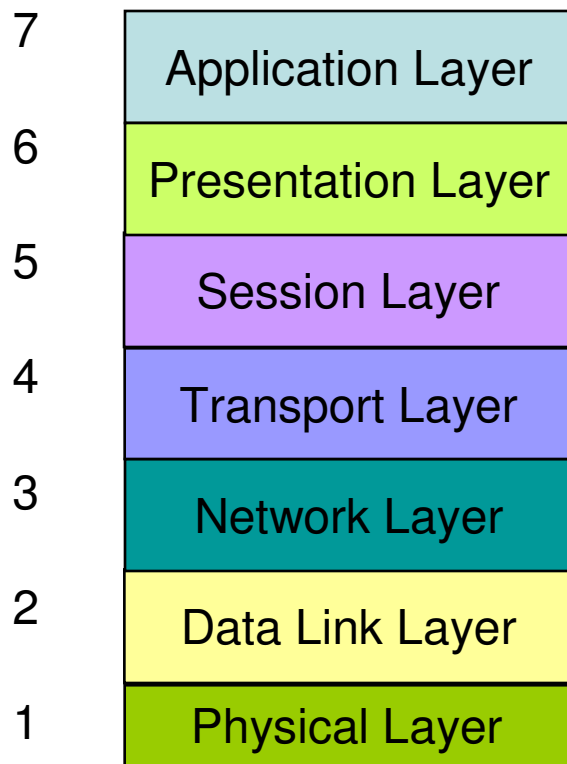 7
Application Layer
6
Presentation Layer
5
Session Layer
4
Transport Layer
3
Network Layer
2
Data Link Layer
1
Physical Layer